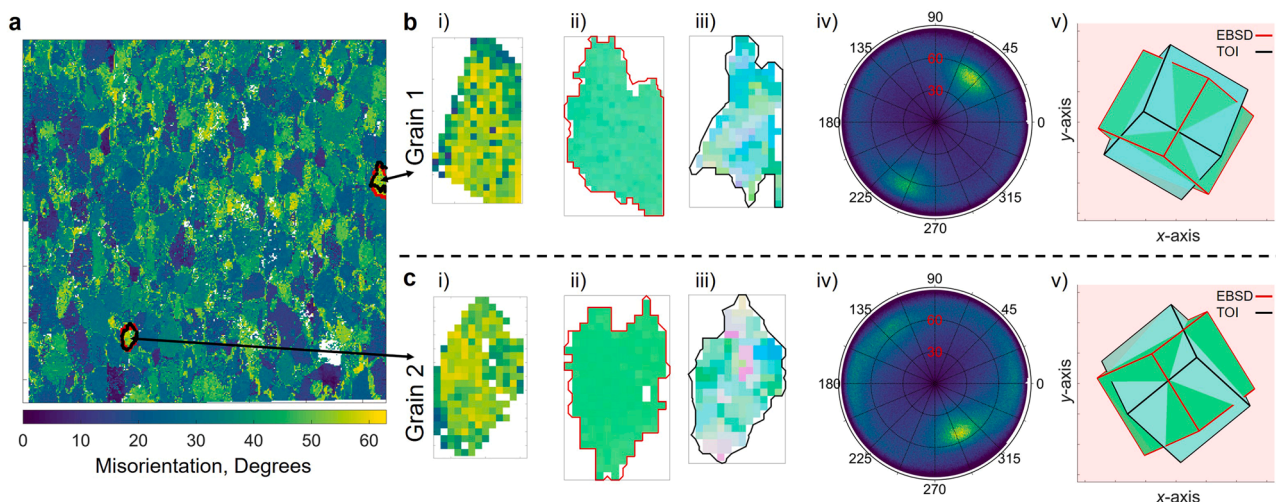 a
0 10 20 30 40 50 60
Misorientation, Degrees
b
Grain 1
i)
ii)
iii)
iv)
90
135 45
60
30
180 0
225 315
270
v)
EBSD
TOI
y-axis
x-axis
c
Grain 2
i)
ii)
iii)
iv)
90
135 45
60
30
180 0
225 315
270
v)
EBSD
TOI
y-axis
x-axis